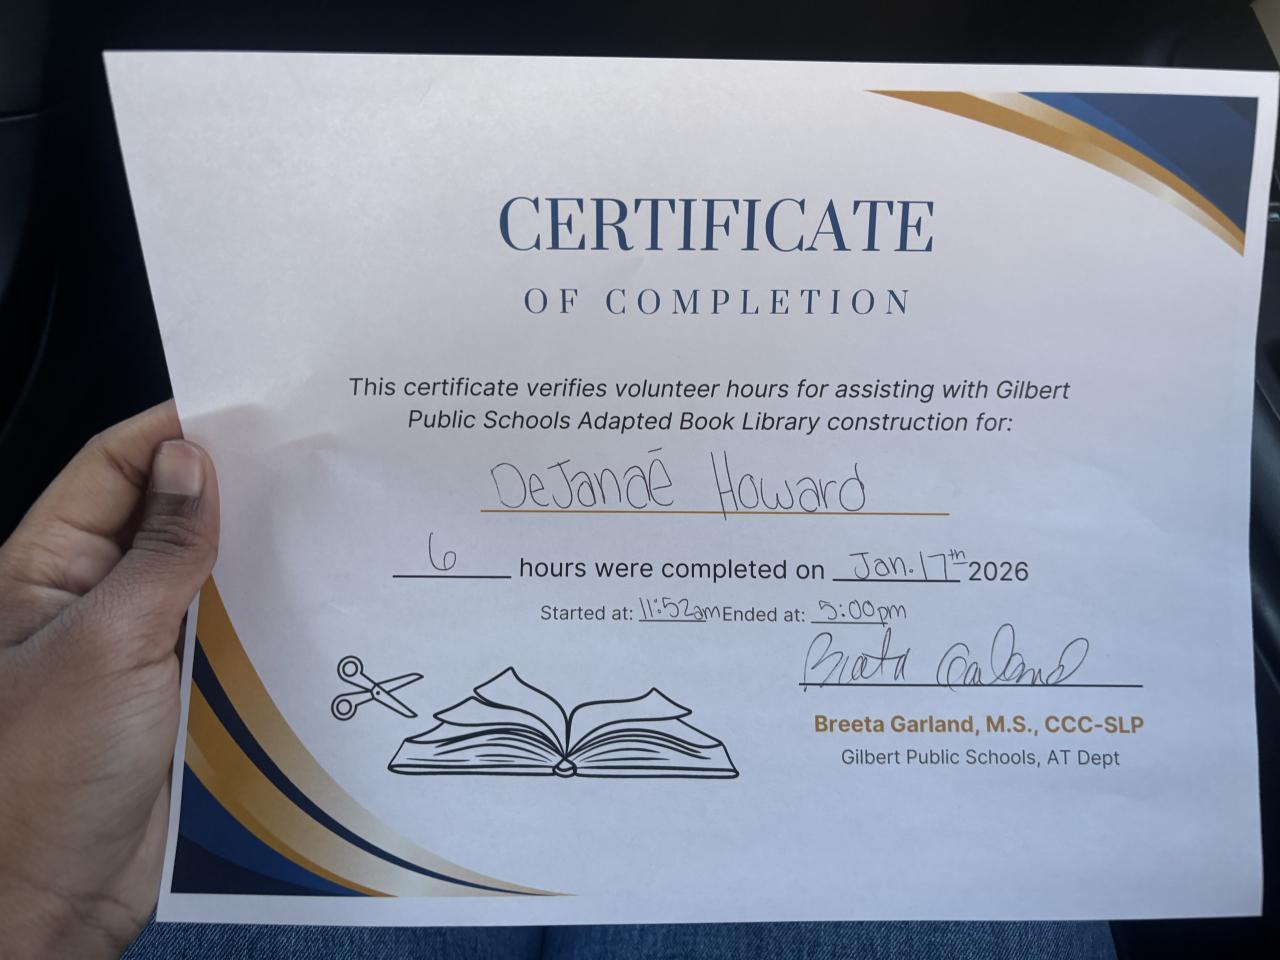 CERTIFICATE
OF COMPLETION
This certificate verifies volunteer hours for assisting with Gilbert
Public Schools Adapted Book Library construction for:
DeJanaé Howard
6 hours were completed on Jan. 17th 2026
Started at: 11:52am Ended at: 5:00pm
Breeta Garland
Breeta Garland, M.S., CCC-SLP
Gilbert Public Schools, AT Dept